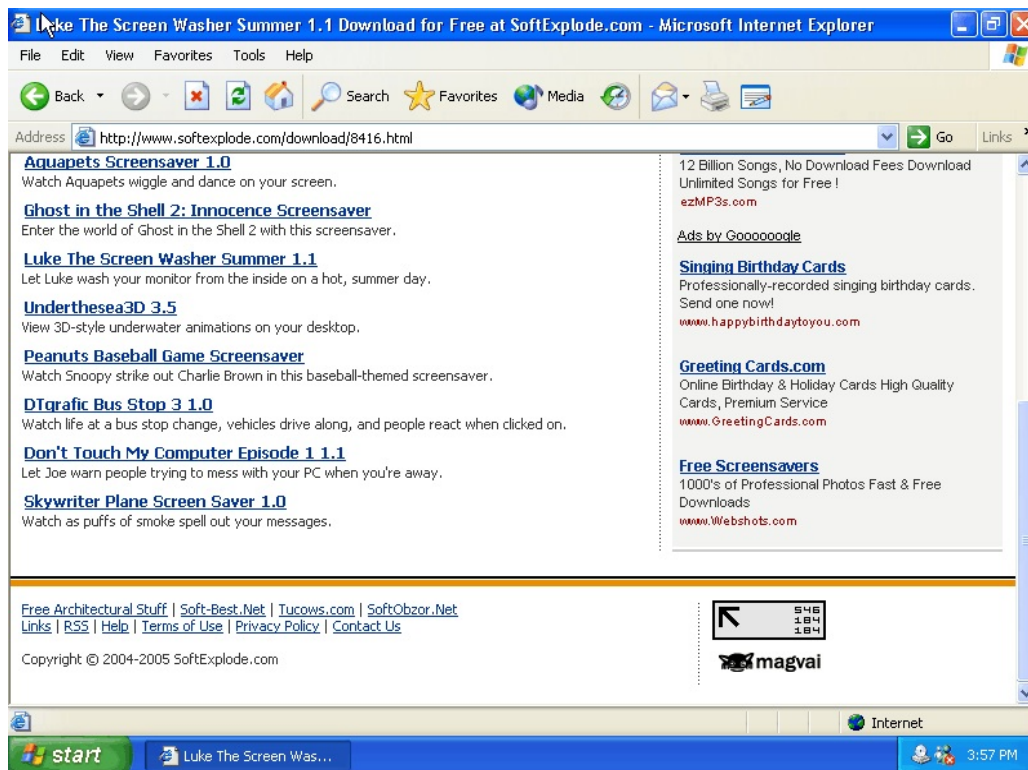 Luke The Screen Washer Summer 1.1 Download for Free at SoftExplode.com - Microsoft Internet Explorer
File Edit View Favorites Tools Help
Back Search Favorites Media
Address http://www.softexplode.com/download/8416.html Go Links
Aquapets Screensaver 1.0
Watch Aquapets wiggle and dance on your screen.
Ghost in the Shell 2: Innocence Screensaver
Enter the world of Ghost in the Shell 2 with this screensaver.
Luke The Screen Washer Summer 1.1
Let Luke wash your monitor from the inside on a hot, summer day.
Underthesea3D 3.5
View 3D-style underwater animations on your desktop.
Peanuts Baseball Game Screensaver
Watch Snoopy strike out Charlie Brown in this baseball-themed screensaver.
DTgrafic Bus Stop 3 1.0
Watch life at a bus stop change, vehicles drive along, and people react when clicked on.
Don't Touch My Computer Episode 1 1.1
Let Joe warn people trying to mess with your PC when you're away.
Skywriter Plane Screen Saver 1.0
Watch as puffs of smoke spell out your messages.
12 Billion Songs, No Download Fees Download
Unlimited Songs for Free !
ezMP3s.com
Ads by Goooooogle
Singing Birthday Cards
Professionally-recorded singing birthday cards.
Send one now!
www.happybirthdaytoyou.com
Greeting Cards.com
Online Birthday & Holiday Cards High Quality
Cards, Premium Service
www.GreetingCards.com
Free Screensavers
1000's of Professional Photos Fast & Free
Downloads
www.Webshots.com
Free Architectural Stuff | Soft-Best.Net | Tucows.com | SoftObzor.Net
Links | RSS | Help | Terms of Use | Privacy Policy | Contact Us
Copyright © 2004-2005 SoftExplode.com
546
184
184
magvai
Internet
start Luke The Screen Was... 3:57 PM